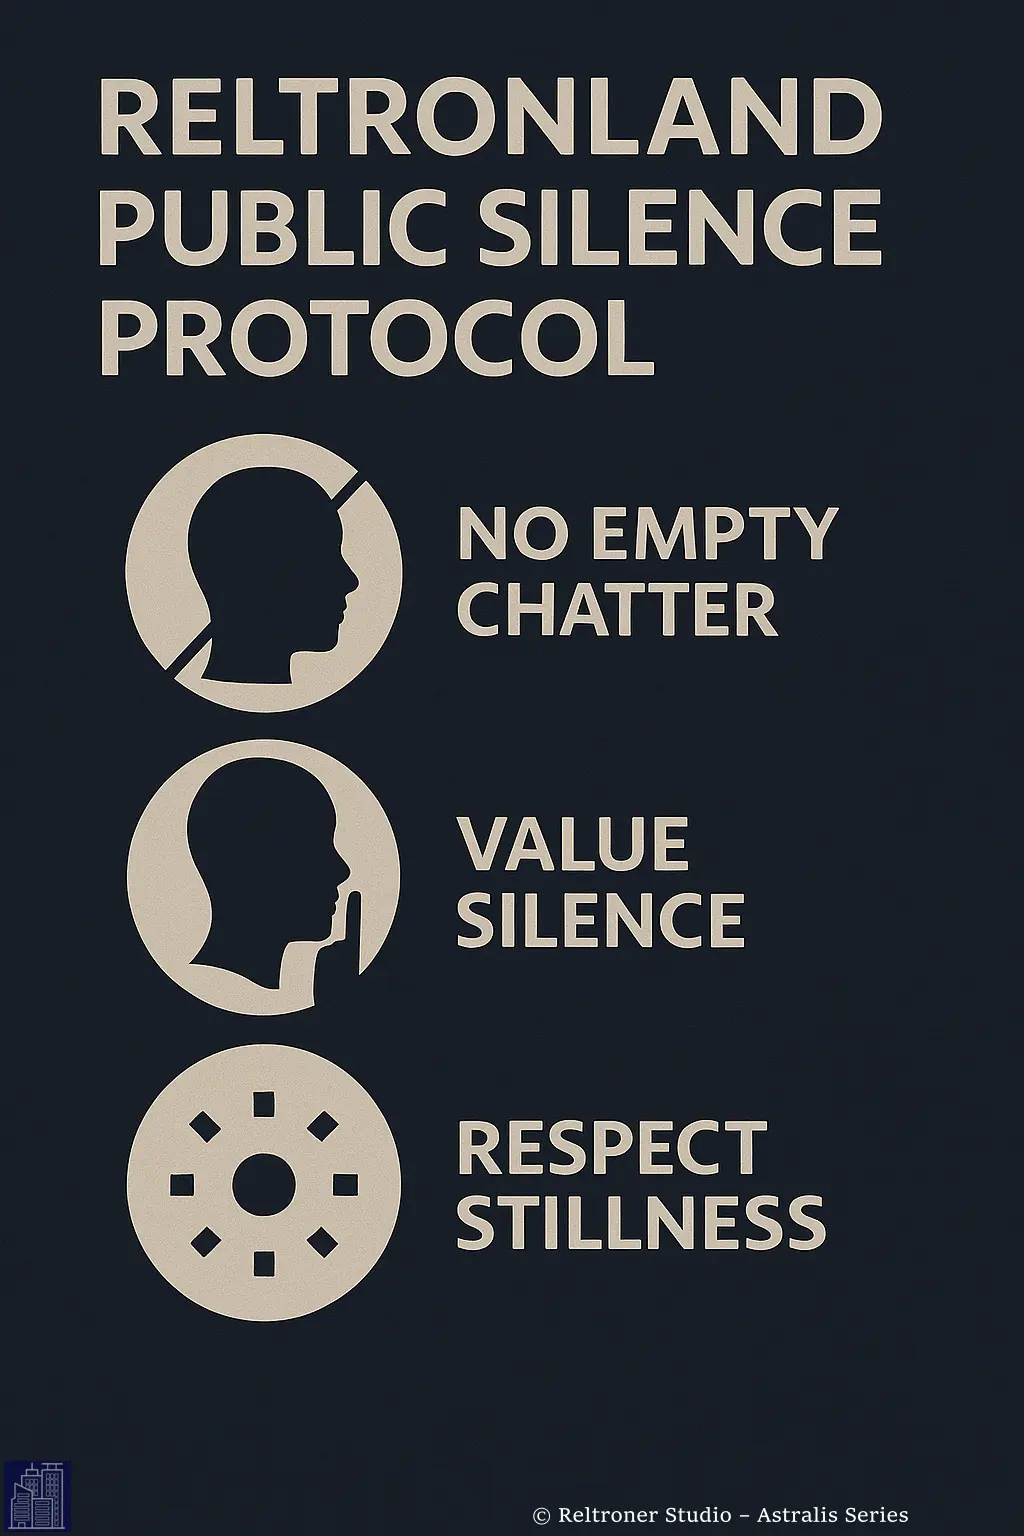 RELTRONLAND
PUBLIC SILENCE
PROTOCOL
NO EMPTY
CHATTER
VALUE
SILENCE
RESPECT
STILLNESS
© Reltroner Studio – Astralis Series